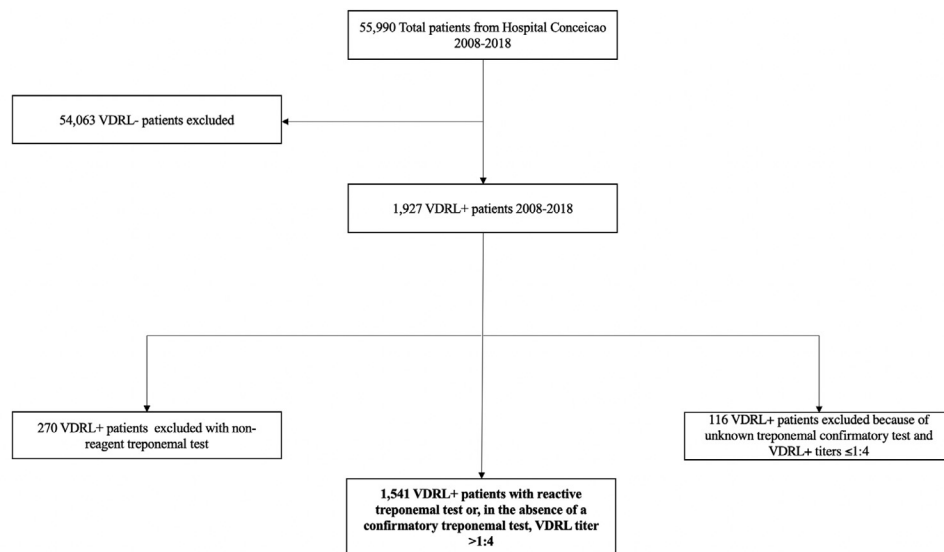 55,990 Total patients from Hospital Conceicao
2008-2018
54,063 VDRL- patients excluded
1,927 VDRL+ patients 2008-2018
270 VDRL+ patients excluded with non-
reagent treponemal test
116 VDRL+ patients excluded because of
unknown treponemal confirmatory test and
VDRL+ titers ≤1:4
1,541 VDRL+ patients with reactive
treponemal test or, in the absence of a
confirmatory treponemal test, VDRL titer
>1:4